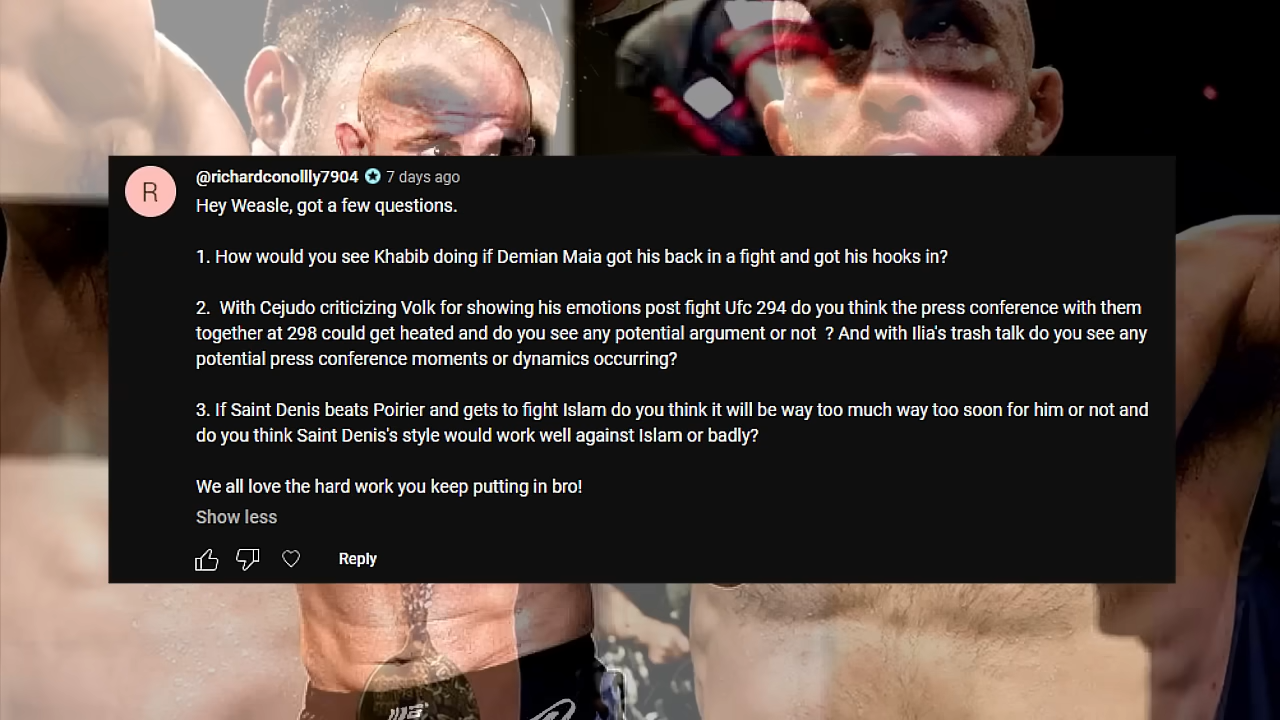 R
@richardconollly7904 7 days ago
Hey Weasle, got a few questions.
1. How would you see Khabib doing if Demian Maia got his back in a fight and got his hooks in?
2.  With Cejudo criticizing Volk for showing his emotions post fight Ufc 294 do you think the press conference with them
together at 298 could get heated and do you see any potential argument or not  ? And with Ilia's trash talk do you see any
potential press conference moments or dynamics occurring?
3. If Saint Denis beats Poirier and gets to fight Islam do you think it will be way too much way too soon for him or not and
do you think Saint Denis's style would work well against Islam or badly?
We all love the hard work you keep putting in bro!
Show less
Reply